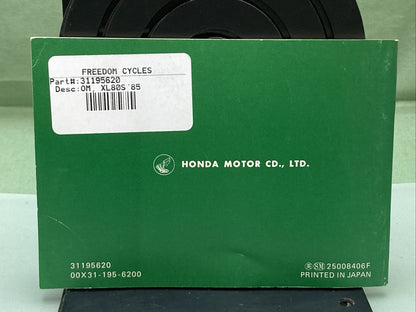 FREEDOM CYCLES
Part#:31195620
Desc:OM, XL80S'85
HONDA MOTOR CO., LTD.
31195620
00X31-195-6200
Ⓡ SM 25008406F
PRINTED IN JAPAN